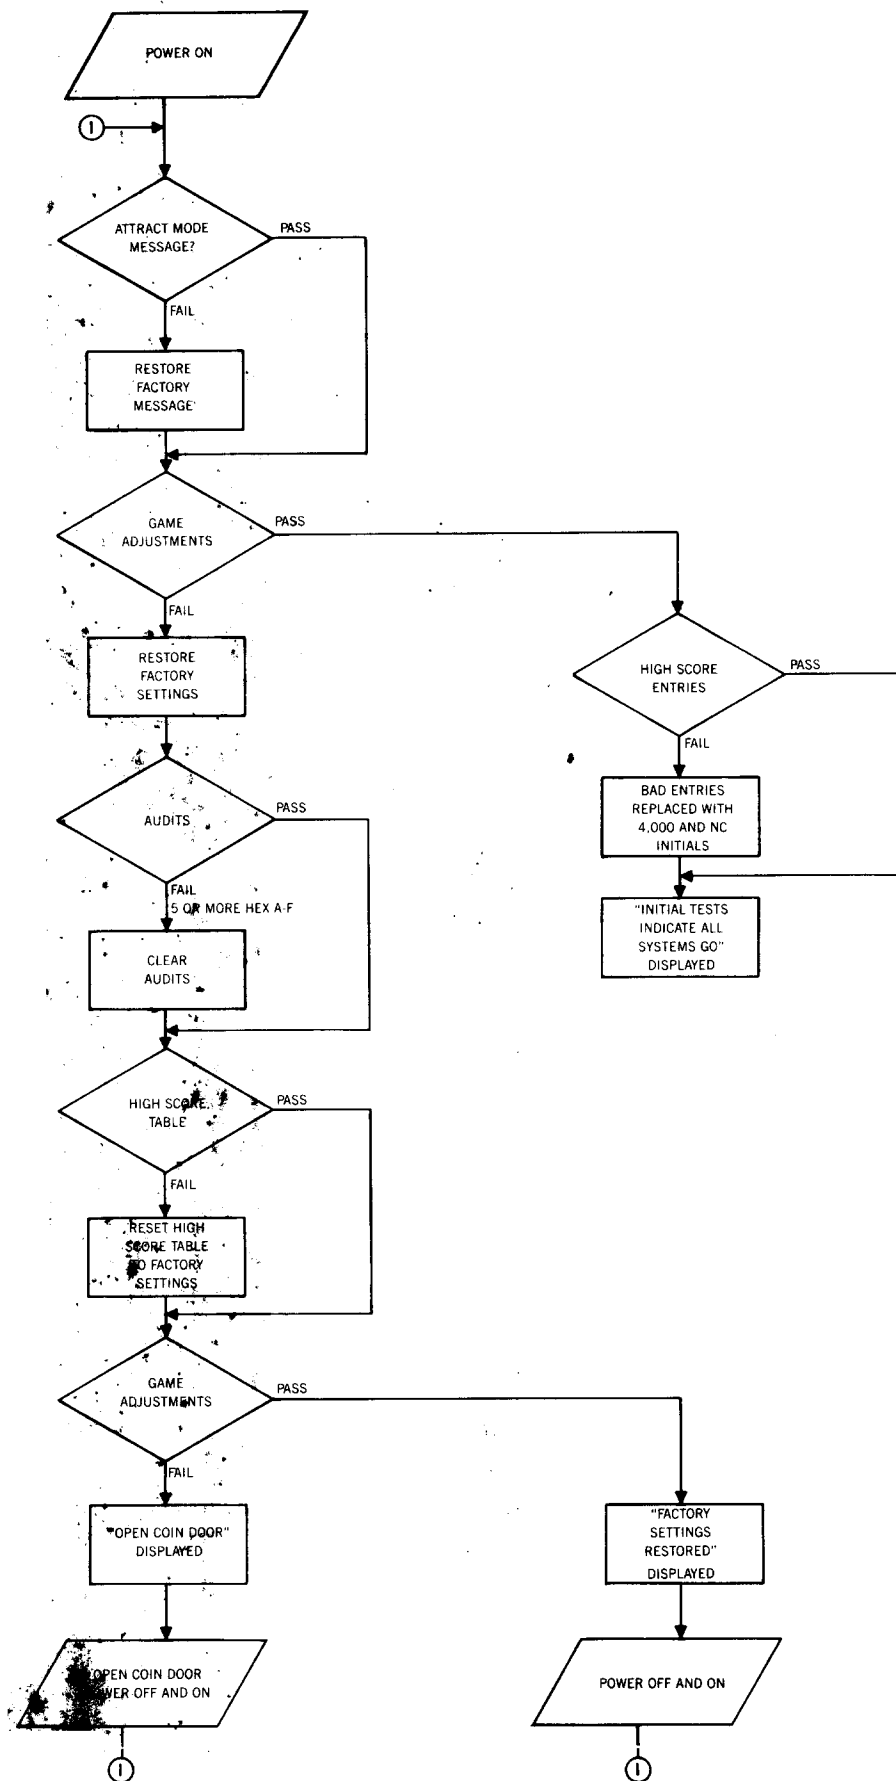 POWER ON
1
ATTRACT MODE
MESSAGE?
PASS
FAIL
RESTORE
FACTORY
MESSAGE
GAME
ADJUSTMENTS
PASS
FAIL
RESTORE
FACTORY
SETTINGS
HIGH SCORE
ENTRIES
PASS
FAIL
BAD ENTRIES
REPLACED WITH
4,000 AND NC
INITIALS
"INITIAL TESTS
INDICATE ALL
SYSTEMS GO"
DISPLAYED
AUDITS
PASS
FAIL
5 OR MORE HEX A-F
CLEAR
AUDITS
HIGH SCORE
TABLE
PASS
FAIL
RESET HIGH
SCORE TABLE
TO FACTORY
SETTINGS
GAME
ADJUSTMENTS
PASS
FAIL
"OPEN COIN DOOR"
DISPLAYED
"FACTORY
SETTINGS
RESTORED"
DISPLAYED
OPEN COIN DOOR
POWER OFF AND ON
POWER OFF AND ON
1
1